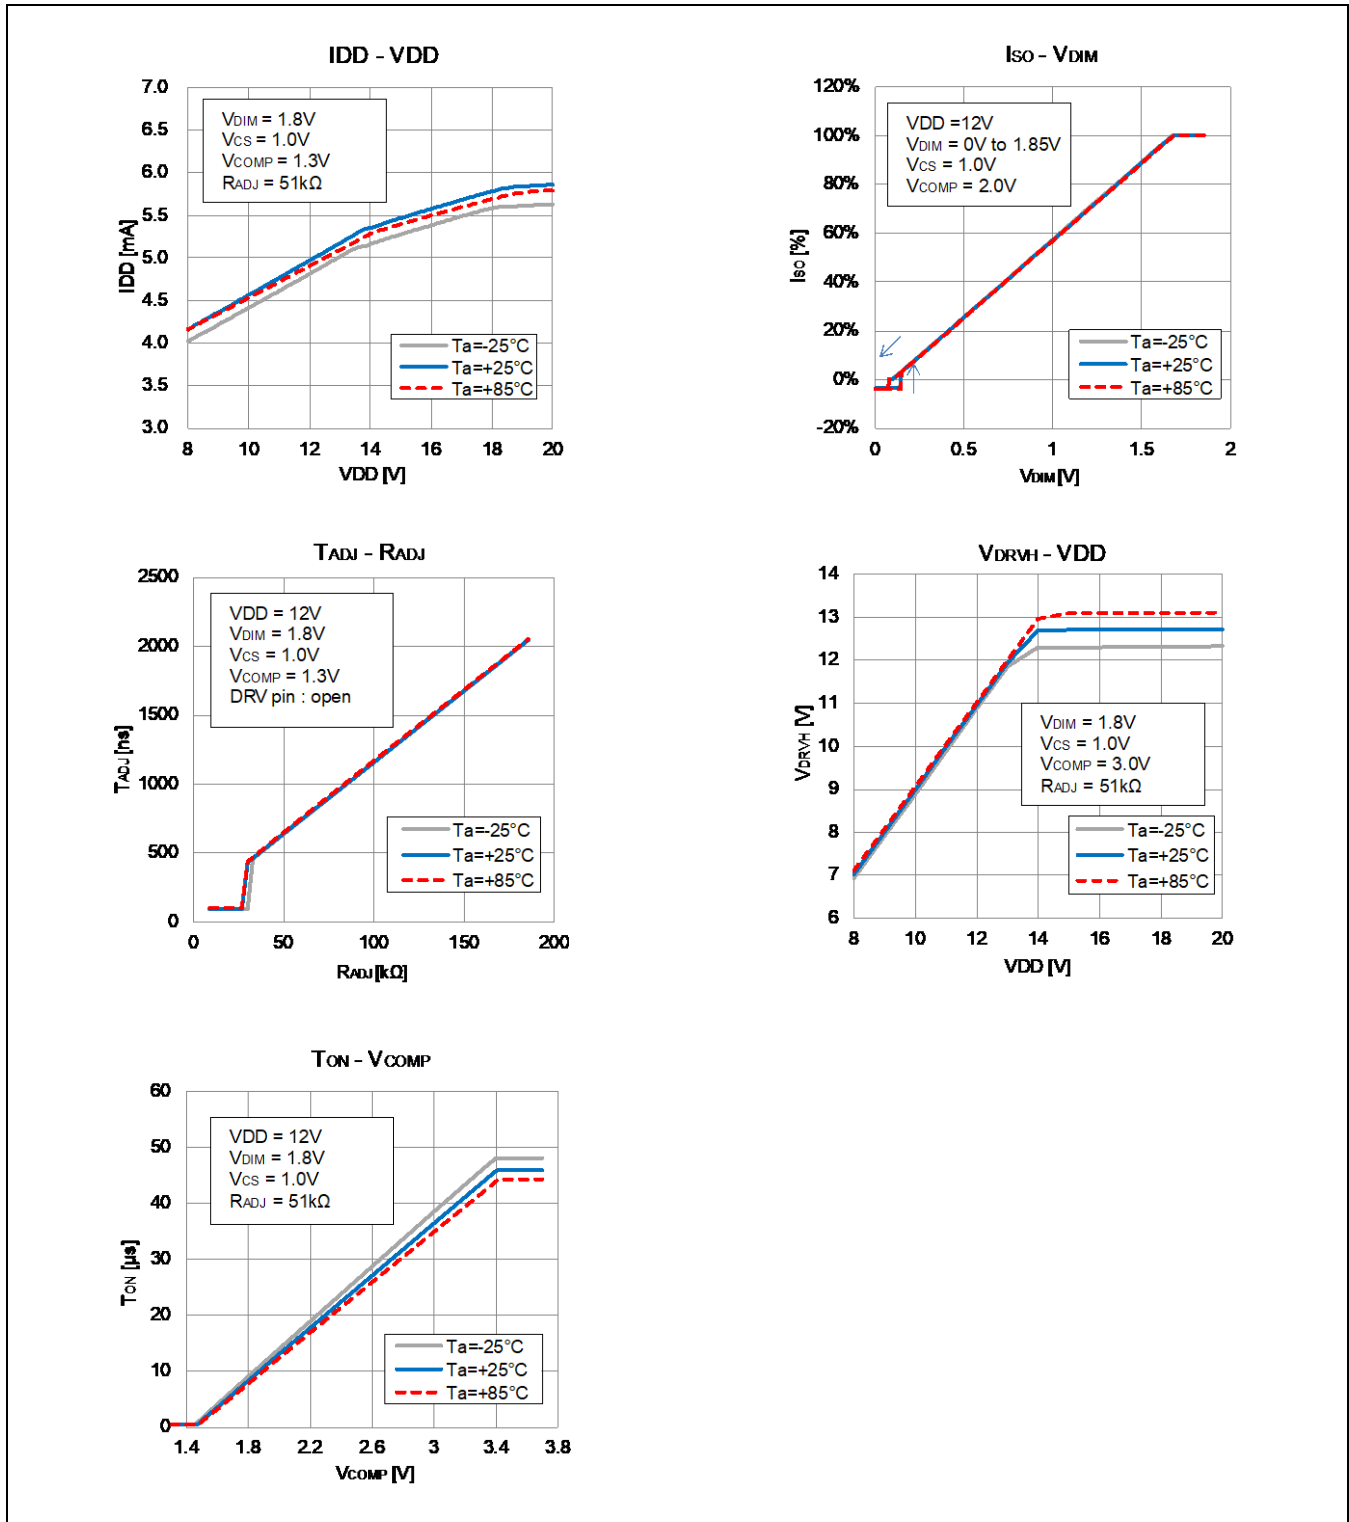 IDD - VDD
7.0
6.5
6.0
5.5
5.0
4.5
4.0
3.5
3.0
IDD [mA]
VDIM = 1.8V
VCS = 1.0V
VCOMP = 1.3V
RADJ = 51kΩ
Ta=-25°C
Ta=+25°C
Ta=+85°C
8 10 12 14 16 18 20
VDD [V]
ISO - VDIM
120%
100%
80%
60%
40%
20%
0%
-20%
ISO [%]
VDD =12V
VDIM = 0V to 1.85V
VCS = 1.0V
VCOMP = 2.0V
Ta=-25°C
Ta=+25°C
Ta=+85°C
0 0.5 1 1.5 2
VDIM [V]
TADJ - RADJ
2500
2000
1500
1000
500
0
TADJ [ns]
VDD = 12V
VDIM = 1.8V
VCS = 1.0V
VCOMP = 1.3V
DRV pin : open
Ta=-25°C
Ta=+25°C
Ta=+85°C
0 50 100 150 200
RADJ [kΩ]
VDRVH - VDD
14
13
12
11
10
9
8
7
6
VDRVH [V]
VDIM = 1.8V
VCS = 1.0V
VCOMP = 3.0V
RADJ = 51kΩ
Ta=-25°C
Ta=+25°C
Ta=+85°C
8 10 12 14 16 18 20
VDD [V]
TON - VCOMP
60
50
40
30
20
10
0
TON [µs]
VDD = 12V
VDIM = 1.8V
VCS = 1.0V
RADJ = 51kΩ
Ta=-25°C
Ta=+25°C
Ta=+85°C
1.4 1.8 2.2 2.6 3 3.4 3.8
VCOMP [V]